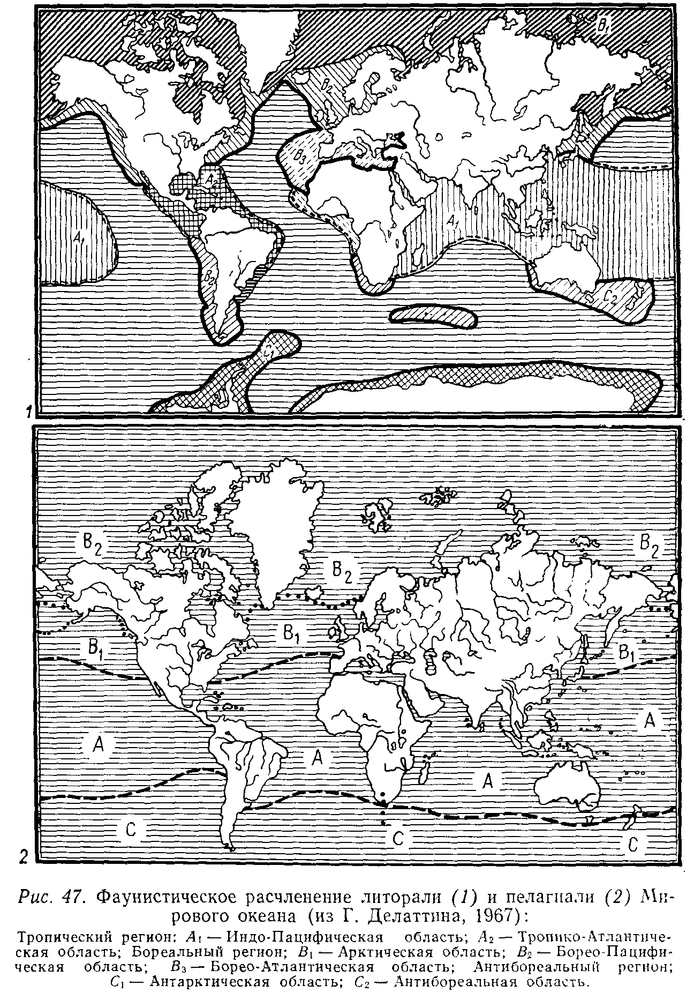 B₁
B₂
B₃
A₂
A₁
A₁
B₂
C₂
C₁
1
B₂
B₂
B₂
B₁
B₁
B₁
A
A
A
A
C
C
C
2
Рис. 47. Фаунистическое расчленение литорали (1) и пелагиали (2) Ми-
рового океана (из Г. Делаттина, 1967):
Тропический регион: A₁ — Индо-Пацифическая область; A₂ — Тропико-Атлантиче-
ская область; Бореальный регион; B₁ — Арктическая область; B₂ — Борео-Пацифи-
ческая область; B₃ — Борео-Атлантическая область; Антибореальный регион;
C₁ — Антарктическая область; C₂ — Антибореальная область.